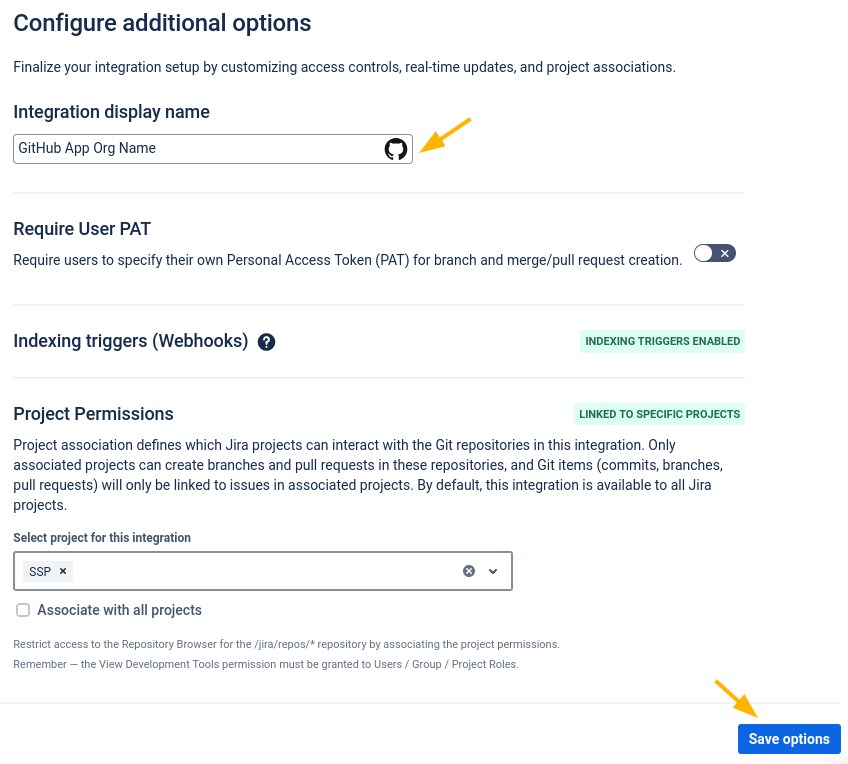 Configure additional options
Finalize your integration setup by customizing access controls, real-time updates, and project associations.
Integration display name
GitHub App Org Name
Require User PAT
Require users to specify their own Personal Access Token (PAT) for branch and merge/pull request creation.
Indexing triggers (Webhooks) ?
INDEXING TRIGGERS ENABLED
Project Permissions
LINKED TO SPECIFIC PROJECTS
Project association defines which Jira projects can interact with the Git repositories in this integration. Only
associated projects can create branches and pull requests in these repositories, and Git items (commits, branches,
pull requests) will only be linked to issues in associated projects. By default, this integration is available to all Jira
projects.
Select project for this integration
SSP
Associate with all projects
Restrict access to the Repository Browser for the /jira/repos/* repository by associating the project permissions.
Remember — the View Development Tools permission must be granted to Users / Group / Project Roles.
Save options